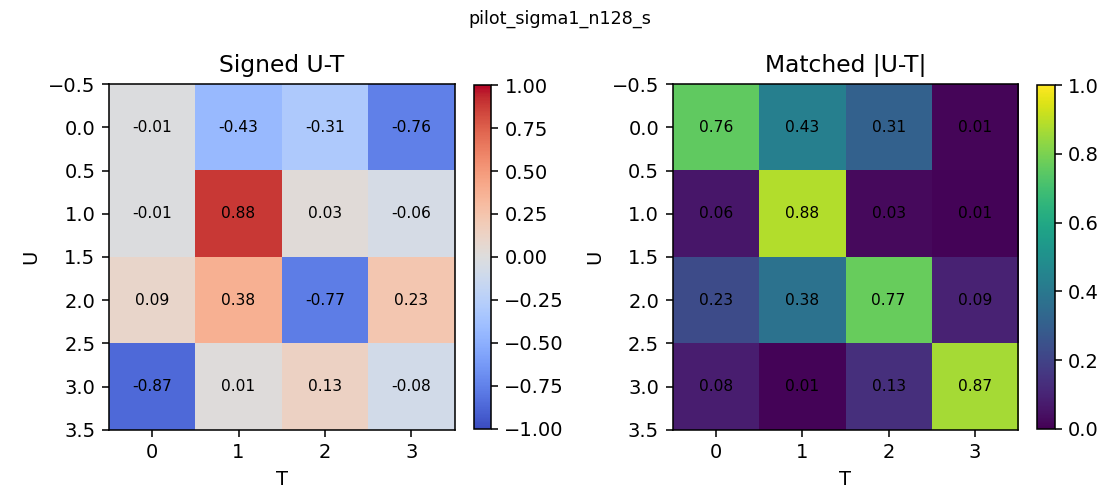 pilot_sigma1_n128_s
Signed U-T
−0.5
0.0
0.5
1.0
1.5
2.0
2.5
3.0
3.5
U
-0.01 -0.43 -0.31 -0.76
-0.01 0.88 0.03 -0.06
0.09 0.38 -0.77 0.23
-0.87 0.01 0.13 -0.08
0 1 2 3
T
1.00
0.75
0.50
0.25
0.00
−0.25
−0.50
−0.75
−1.00
Matched |U-T|
−0.5
0.0
0.5
1.0
1.5
2.0
2.5
3.0
3.5
U
0.76 0.43 0.31 0.01
0.06 0.88 0.03 0.01
0.23 0.38 0.77 0.09
0.08 0.01 0.13 0.87
0 1 2 3
T
1.0
0.8
0.6
0.4
0.2
0.0